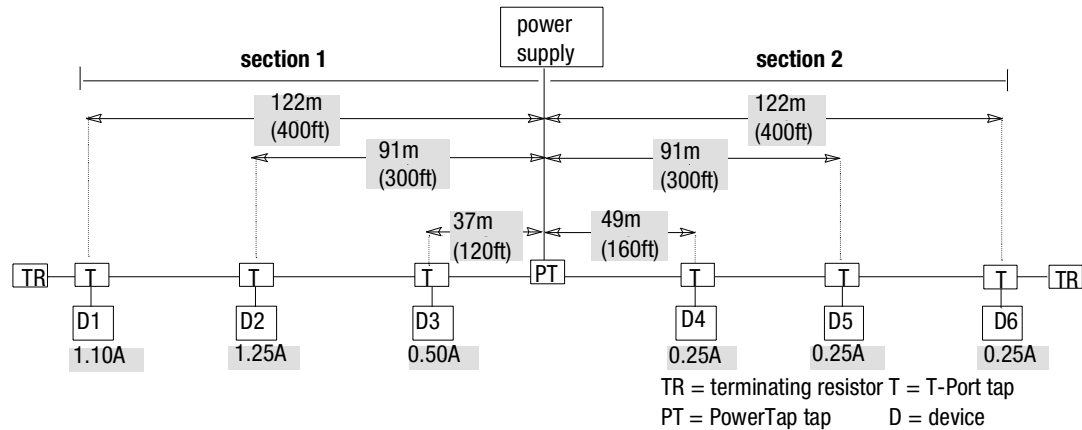 power
supply
section 1
section 2
122m
(400ft)
122m
(400ft)
91m
(300ft)
91m
(300ft)
37m
(120ft)
49m
(160ft)
TR T T T PT T T T TR
D1 D2 D3 D4 D5 D6
1.10A 1.25A 0.50A 0.25A 0.25A 0.25A
TR = terminating resistor T = T-Port tap
PT = PowerTap tap D = device